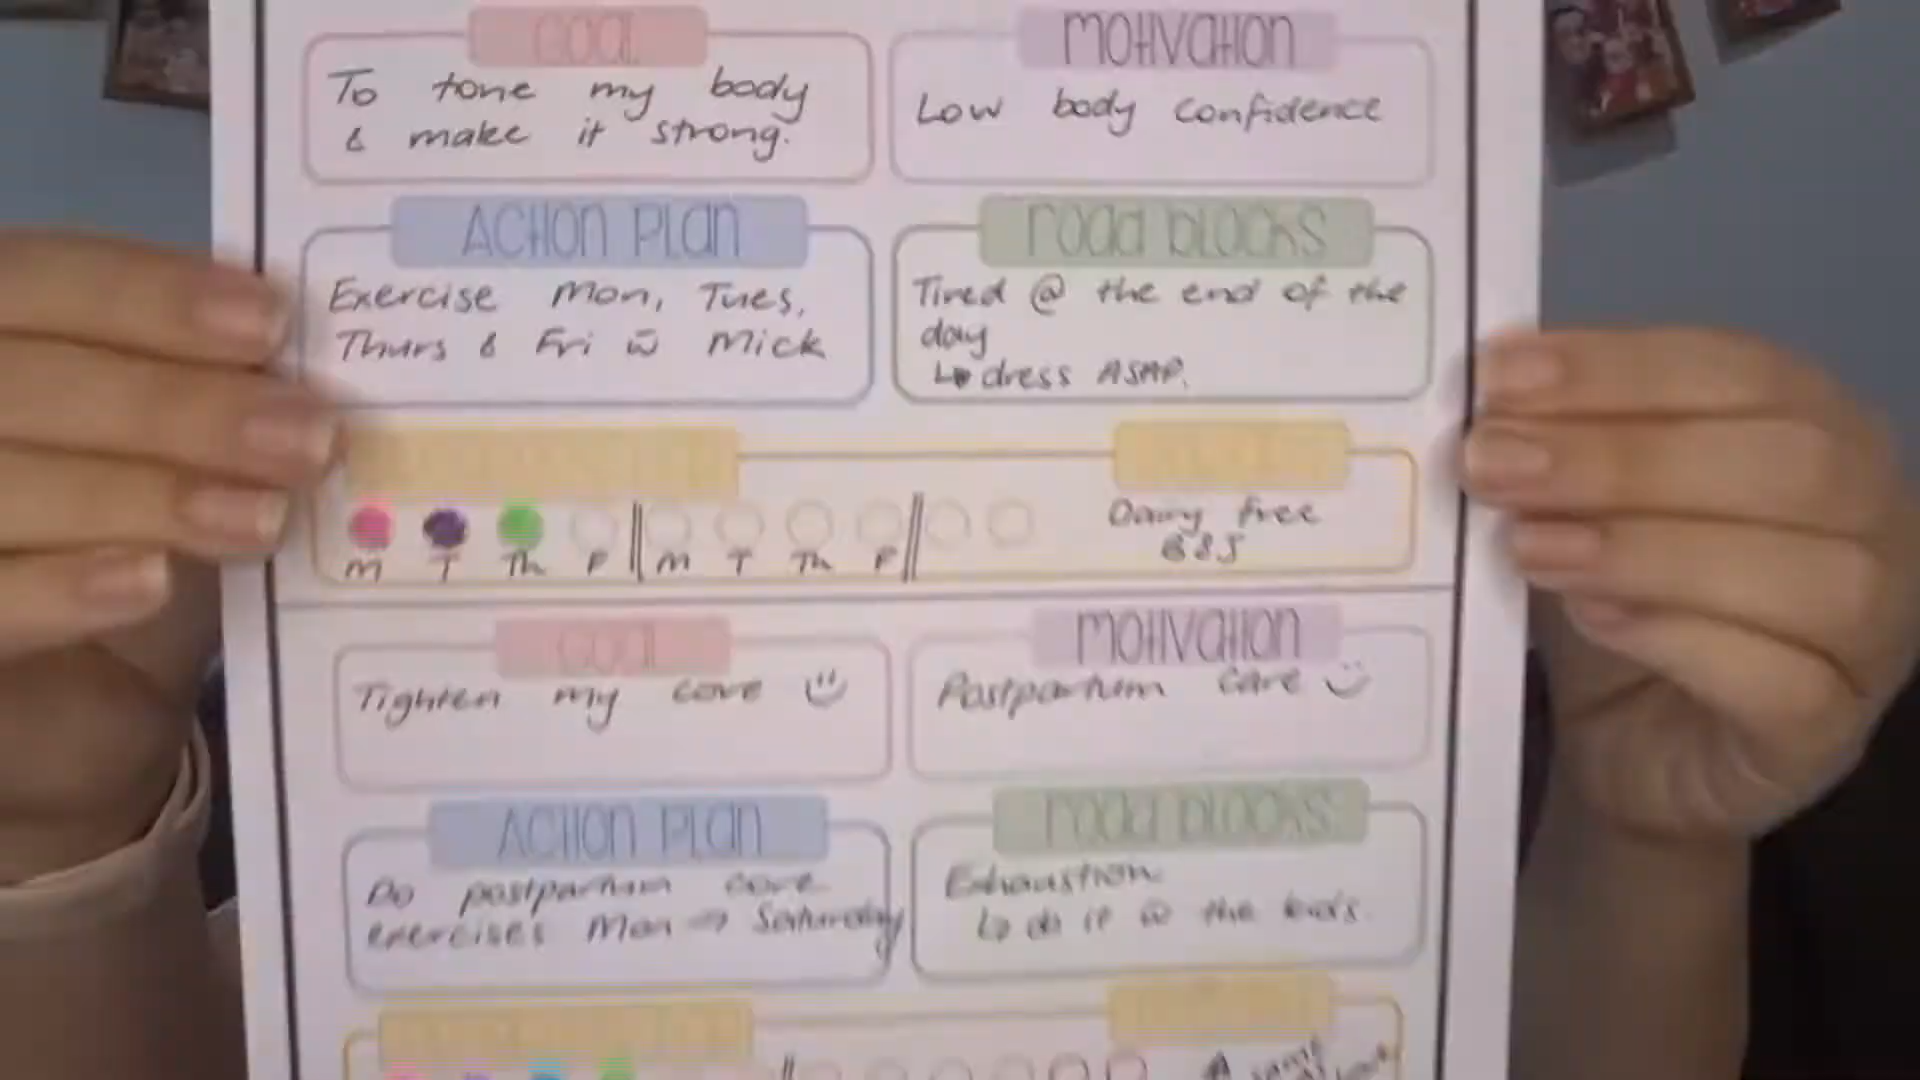 GOAL
To tone my body
& make it strong.
MOTIVATION
Low body confidence
ACTION PLAN
Exercise Mon, Tues,
Thurs & Fri w̄ Mick
road blocks
Tired @ the end of the
day
↳ dress ASAP.
M T Th F M T Th F
Dairy free
B&J
GOAL
Tighten my core
MOTIVATION
Postpartum care
ACTION PLAN
Do postpartum core
exercises Mon → Saturday
road blocks
Exhaustion
↳ do it w̄ the kids.
A